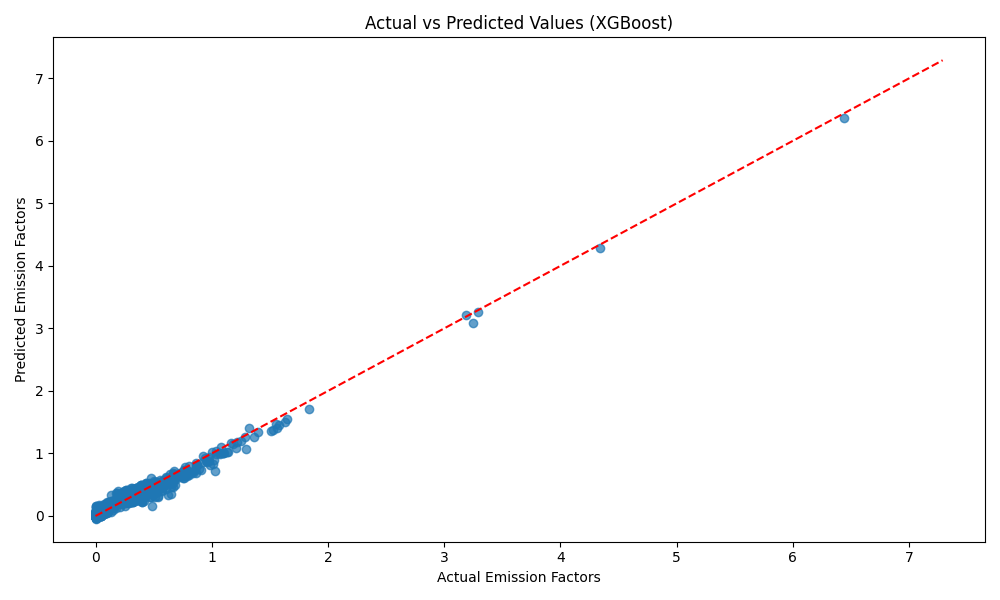 Actual vs Predicted Values (XGBoost)
Predicted Emission Factors
7
6
5
4
3
2
1
0
0 1 2 3 4 5 6 7
Actual Emission Factors